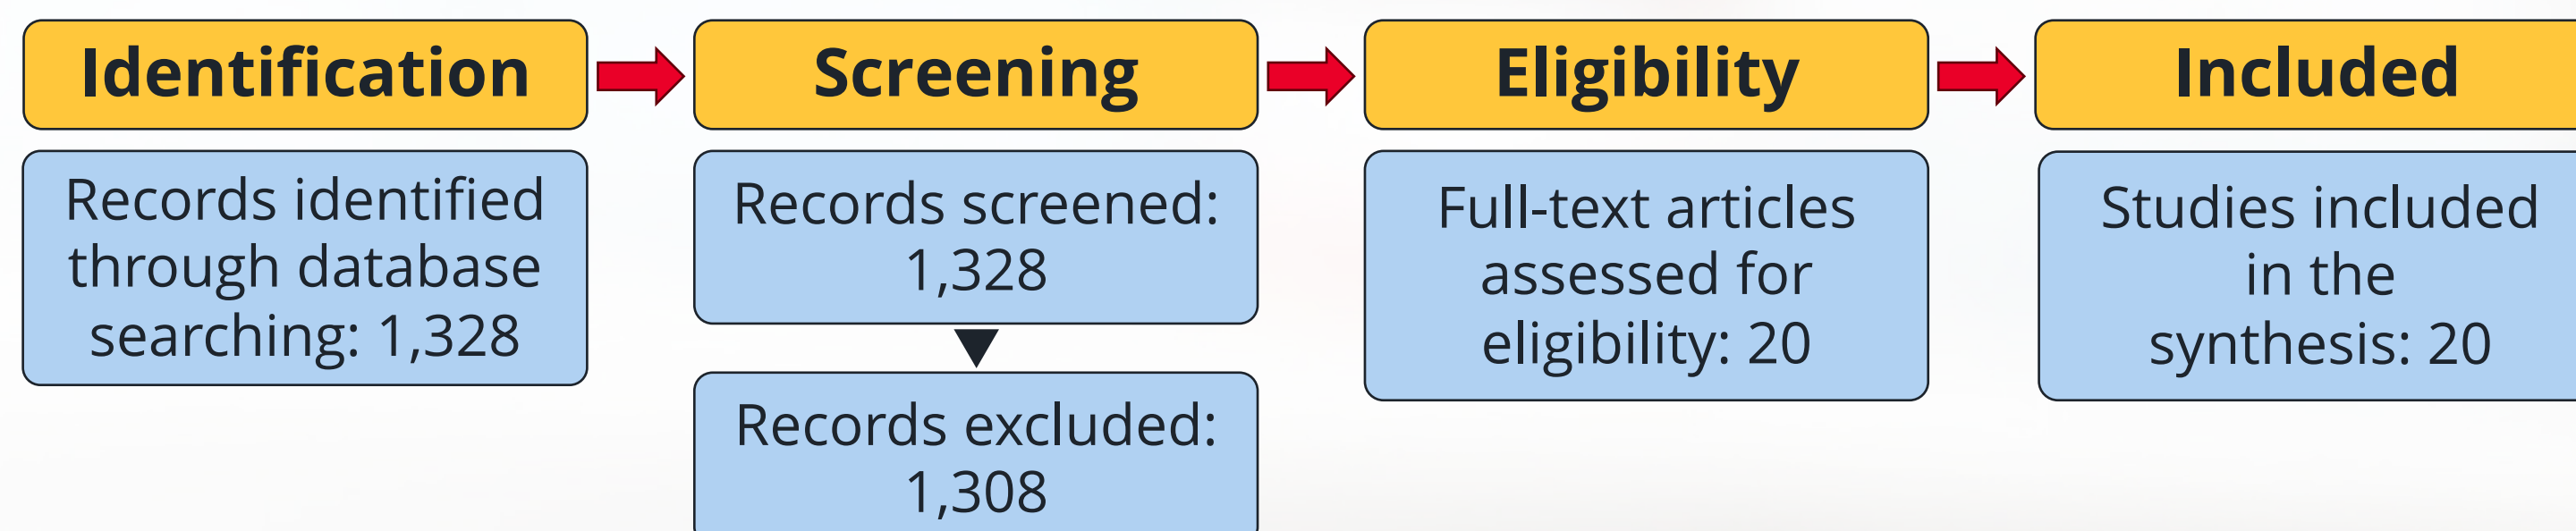 Identification
Records identified
through database
searching: 1,328
Screening
Records screened:
1,328
Records excluded:
1,308
Eligibility
Full-text articles
assessed for
eligibility: 20
Included
Studies included
in the
synthesis: 20